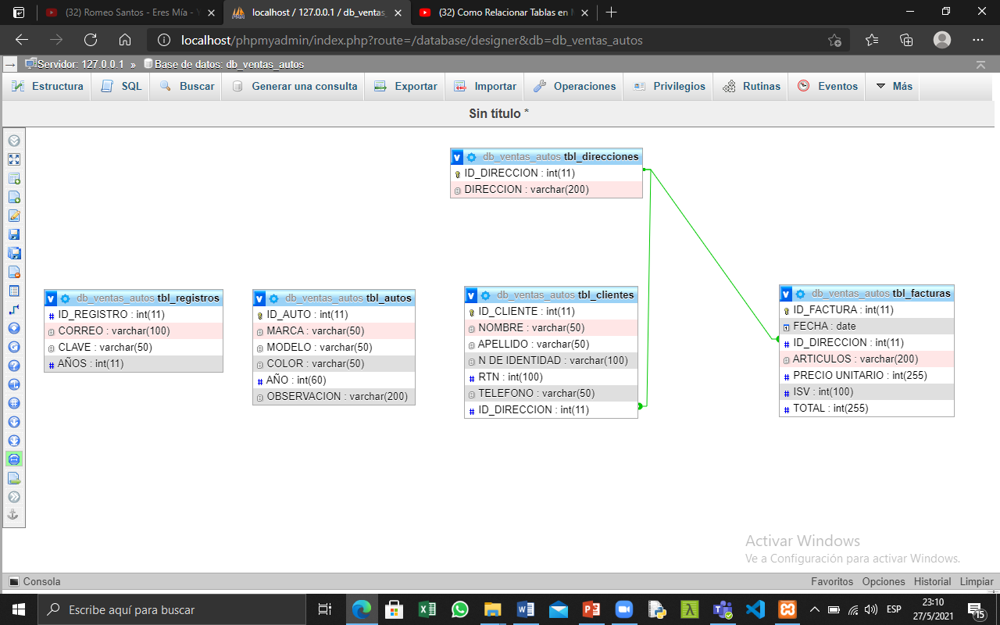 (32) Romeo Santos - Eres Mía - Y
localhost / 127.0.0.1 / db_ventas_
(32) Como Relacionar Tablas en M
localhost/phpmyadmin/index.php?route=/database/designer&db=db_ventas_autos
Servidor: 127.0.0.1 » Base de datos: db_ventas_autos
Estructura SQL Buscar Generar una consulta Exportar Importar Operaciones Privilegios Rutinas Eventos Más
Sin título *
v db_ventas_autos tbl_direcciones
ID_DIRECCION : int(11)
DIRECCION : varchar(200)
v db_ventas_autos tbl_registros
# ID_REGISTRO : int(11)
CORREO : varchar(100)
CLAVE : varchar(50)
# AÑOS : int(11)
v db_ventas_autos tbl_autos
ID_AUTO : int(11)
MARCA : varchar(50)
MODELO : varchar(50)
COLOR : varchar(50)
# AÑO : int(60)
OBSERVACION : varchar(200)
v db_ventas_autos tbl_clientes
ID_CLIENTE : int(11)
NOMBRE : varchar(50)
APELLIDO : varchar(50)
N DE IDENTIDAD : varchar(100)
# RTN : int(100)
TELEFONO : varchar(50)
# ID_DIRECCION : int(11)
v db_ventas_autos tbl_facturas
ID_FACTURA : int(11)
FECHA : date
# ID_DIRECCION : int(11)
ARTICULOS : varchar(200)
# PRECIO UNITARIO : int(255)
# ISV : int(100)
# TOTAL : int(255)
Activar Windows
Ve a Configuración para activar Windows.
Consola
Favoritos Opciones Historial Limpiar
Escribe aquí para buscar
ESP
23:10
27/5/2021
15